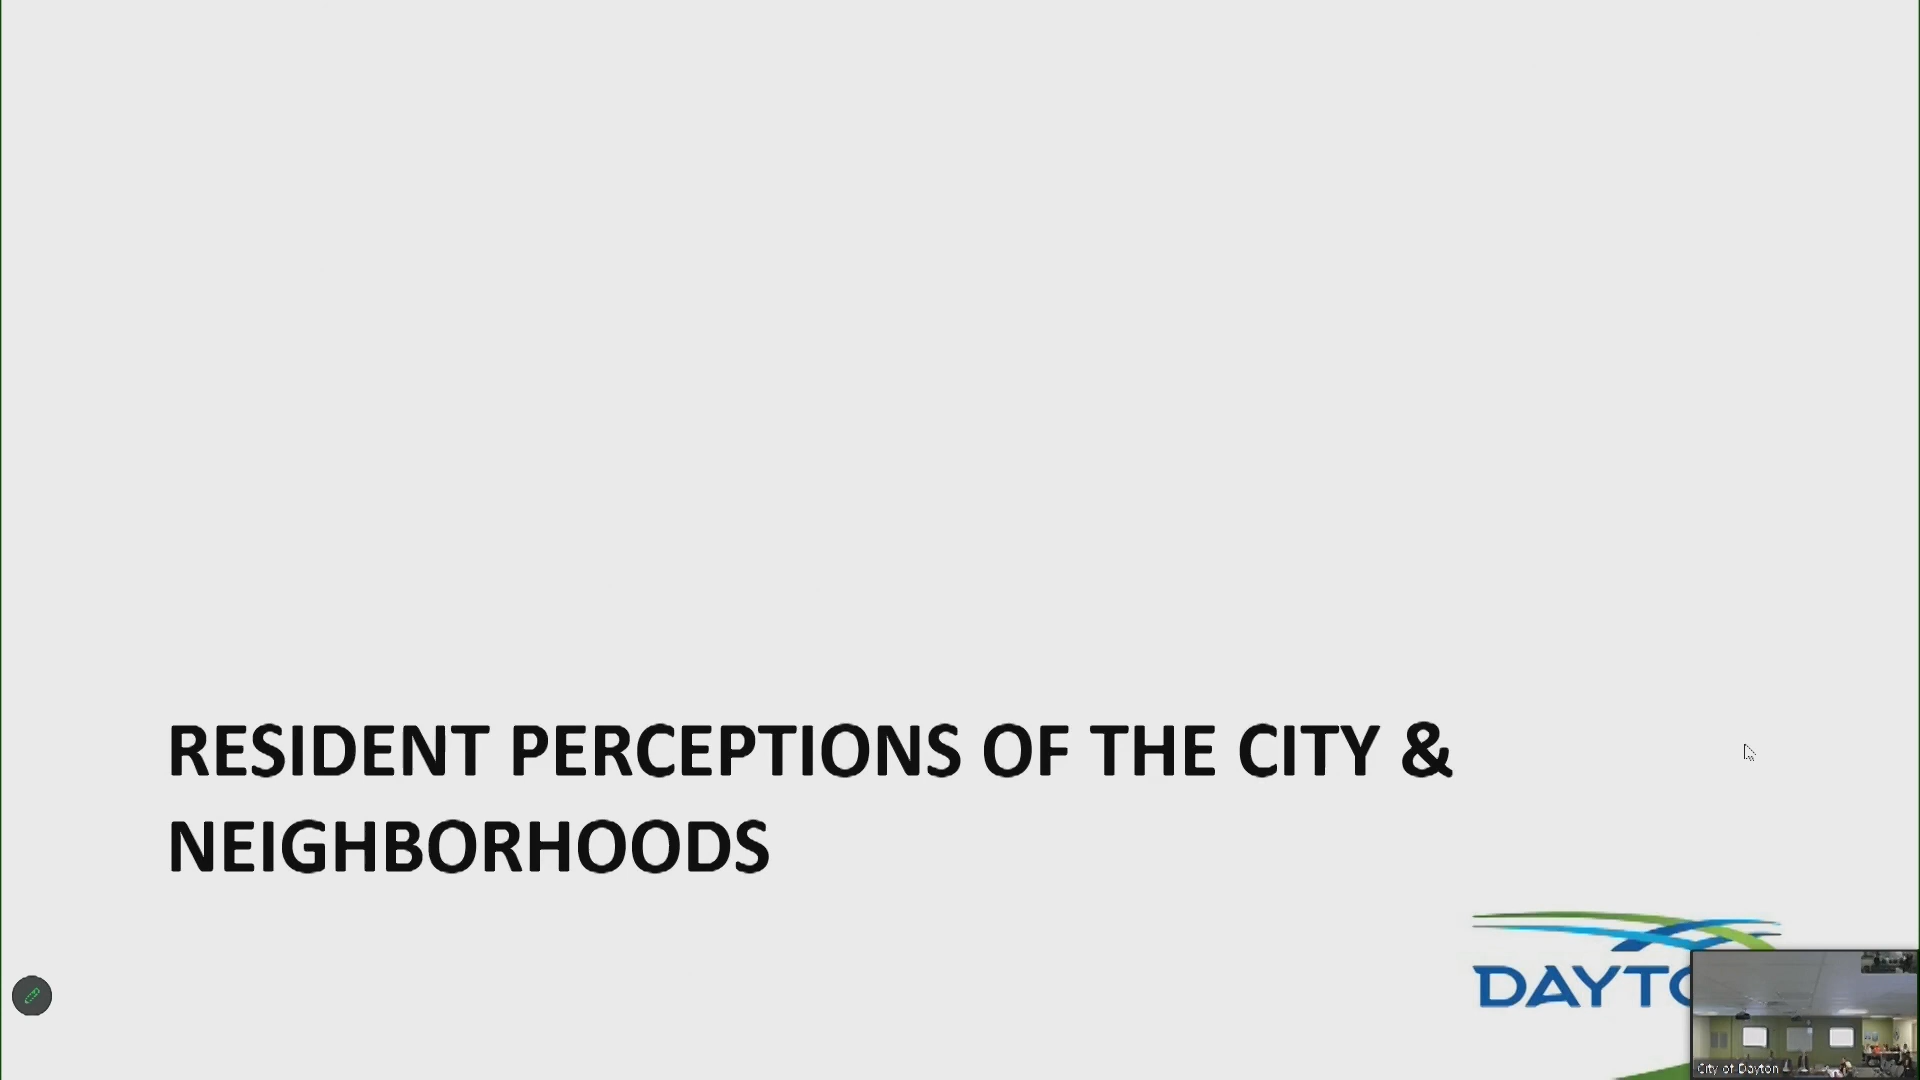 RESIDENT PERCEPTIONS OF THE CITY &
NEIGHBORHOODS
DAYTO
City of Dayton